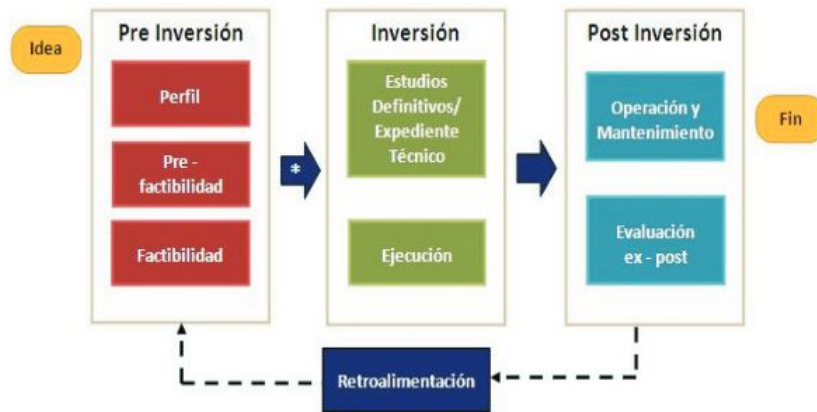 Idea
Pre Inversión
Perfil
Pre -
factibilidad
Factibilidad
*
Inversión
Estudios
Definitivos/
Expediente
Técnico
Ejecución
Post Inversión
Operación y
Mantenimiento
Evaluación
ex - post
Fin
Retroalimentación